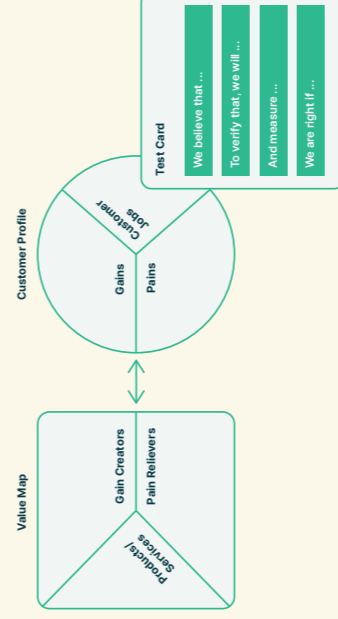 Value Map
Products/
Services
Gain Creators
Pain Relievers
Customer Profile
Gains
Pains
Customer
Jobs
Test Card
We believe that ...
To verify that, we will ...
And measure ...
We are right if ...